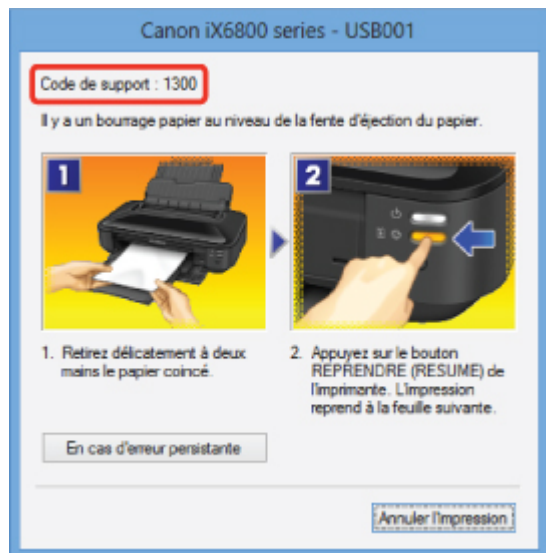 Canon iX6800 series - USB001
Code de support : 1300
Il y a un bourrage papier au niveau de la fente d'éjection du papier.
1
2
1. Retirez délicatement à deux
mains le papier coincé.
2. Appuyez sur le bouton
REPRENDRE (RESUME) de
l'imprimante. L'impression
reprend à la feuille suivante.
En cas d'erreur persistante
Annuler l'impression